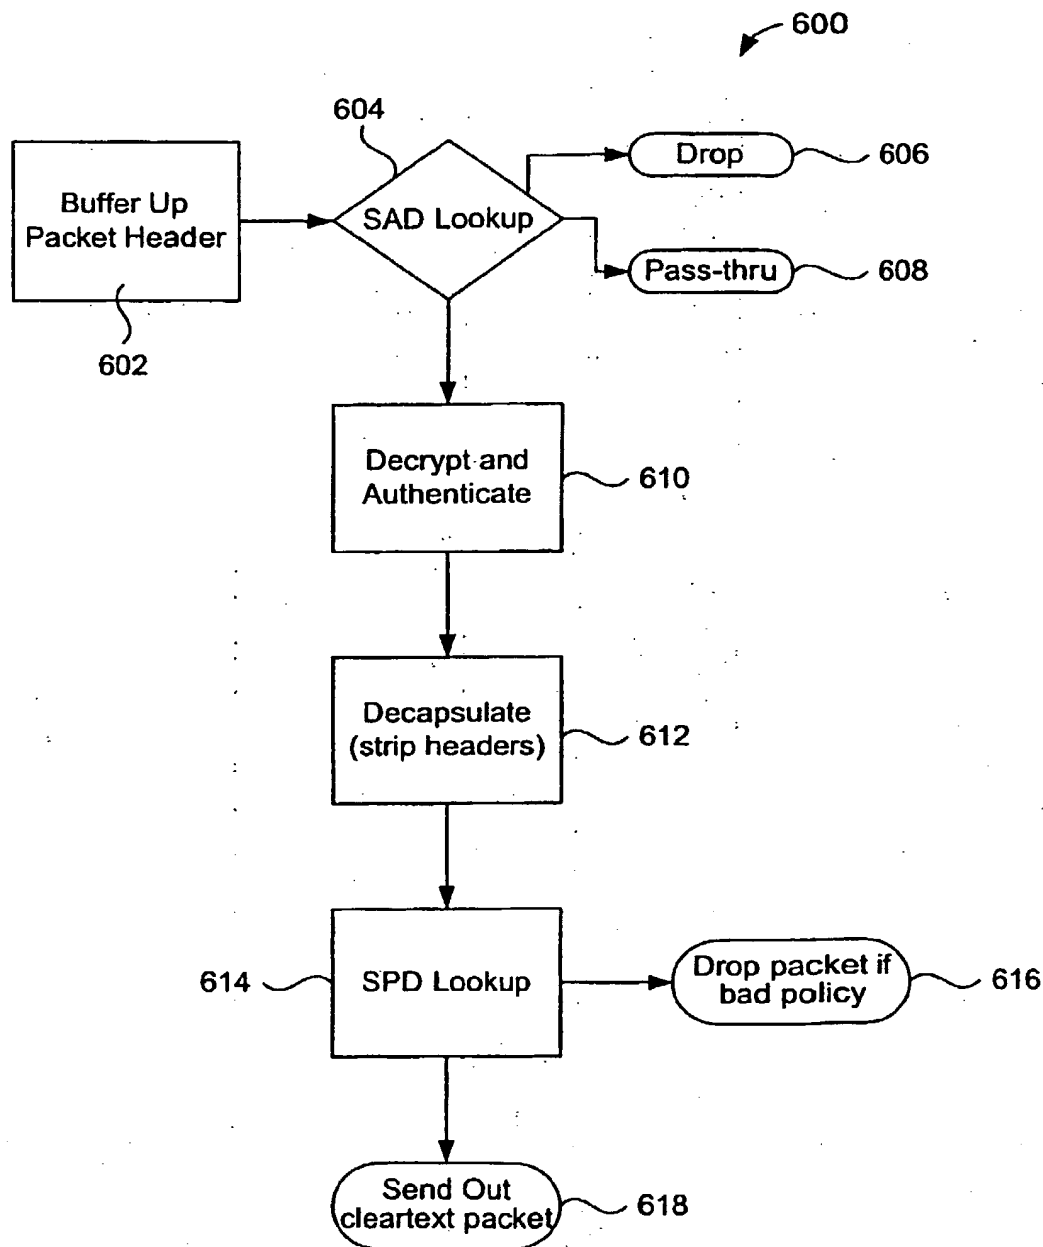 600
604
Drop
606
Buffer Up
Packet Header
SAD Lookup
Pass-thru
608
602
Decrypt and
Authenticate
610
Decapsulate
(strip headers)
612
614
SPD Lookup
Drop packet if
bad policy
616
Send Out
cleartext packet
618